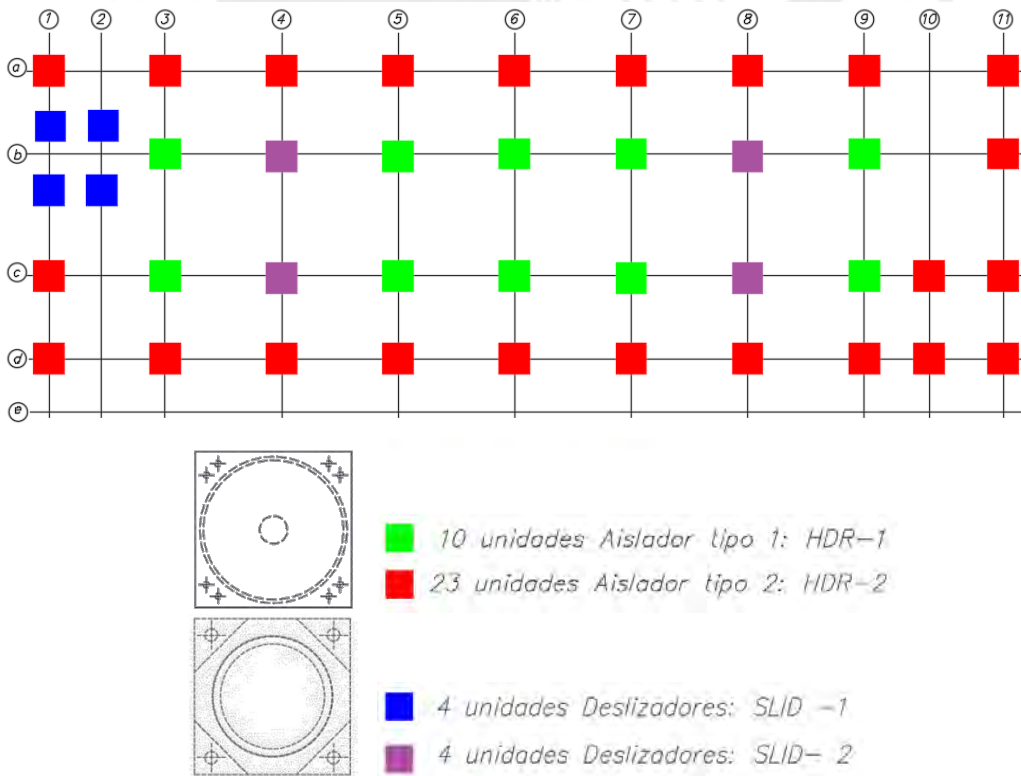 1 2 3 4 5 6 7 8 9 10 11
a
b
c
d
e
10 unidades Aislador tipo 1: HDR-1
23 unidades Aislador tipo 2: HDR-2
4 unidades Deslizadores: SLID -1
4 unidades Deslizadores: SLID- 2